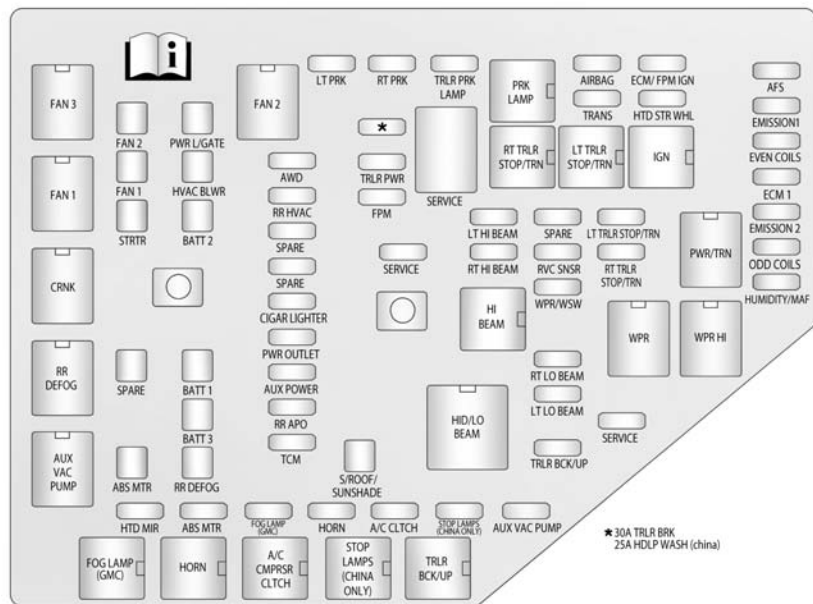 i
LT PRK
RT PRK
TRLR PRK
LAMP
PRK
LAMP
AIRBAG
ECM/ FPM IGN
AFS
FAN 3
FAN 2
TRANS
HTD STR WHL
EMISSION1
FAN 2
PWR L/GATE
*
RT TRLR
STOP/TRN
LT TRLR
STOP/TRN
IGN
EVEN COILS
AWD
TRLR PWR
SERVICE
ECM 1
FAN 1
FAN 1
HVAC BLWR
RR HVAC
FPM
EMISSION 2
STRTR
BATT 2
SPARE
SERVICE
LT HI BEAM
SPARE
LT TRLR STOP/TRN
PWR/TRN
ODD COILS
CRNK
SPARE
RT HI BEAM
RVC SNSR
RT TRLR
STOP/TRN
HUMIDITY/MAF
CIGAR LIGHTER
HI
BEAM
WPR/WSW
WPR
WPR HI
PWR OUTLET
RR
DEFOG
SPARE
BATT 1
AUX POWER
RT LO BEAM
BATT 3
RR APO
HID/LO
BEAM
LT LO BEAM
SERVICE
TCM
AUX
VAC
PUMP
ABS MTR
RR DEFOG
S/ROOF/
SUNSHADE
TRLR BCK/UP
HTD MIR
ABS MTR
FOG LAMP
(GMC)
HORN
A/C CLTCH
STOP LAMPS
(CHINA ONLY)
AUX VAC PUMP
* 30A TRLR BRK
25A HDLP WASH (china)
FOG LAMP
(GMC)
HORN
A/C
CMPRSR
CLTCH
STOP
LAMPS
(CHINA
ONLY)
TRLR
BCK/UP